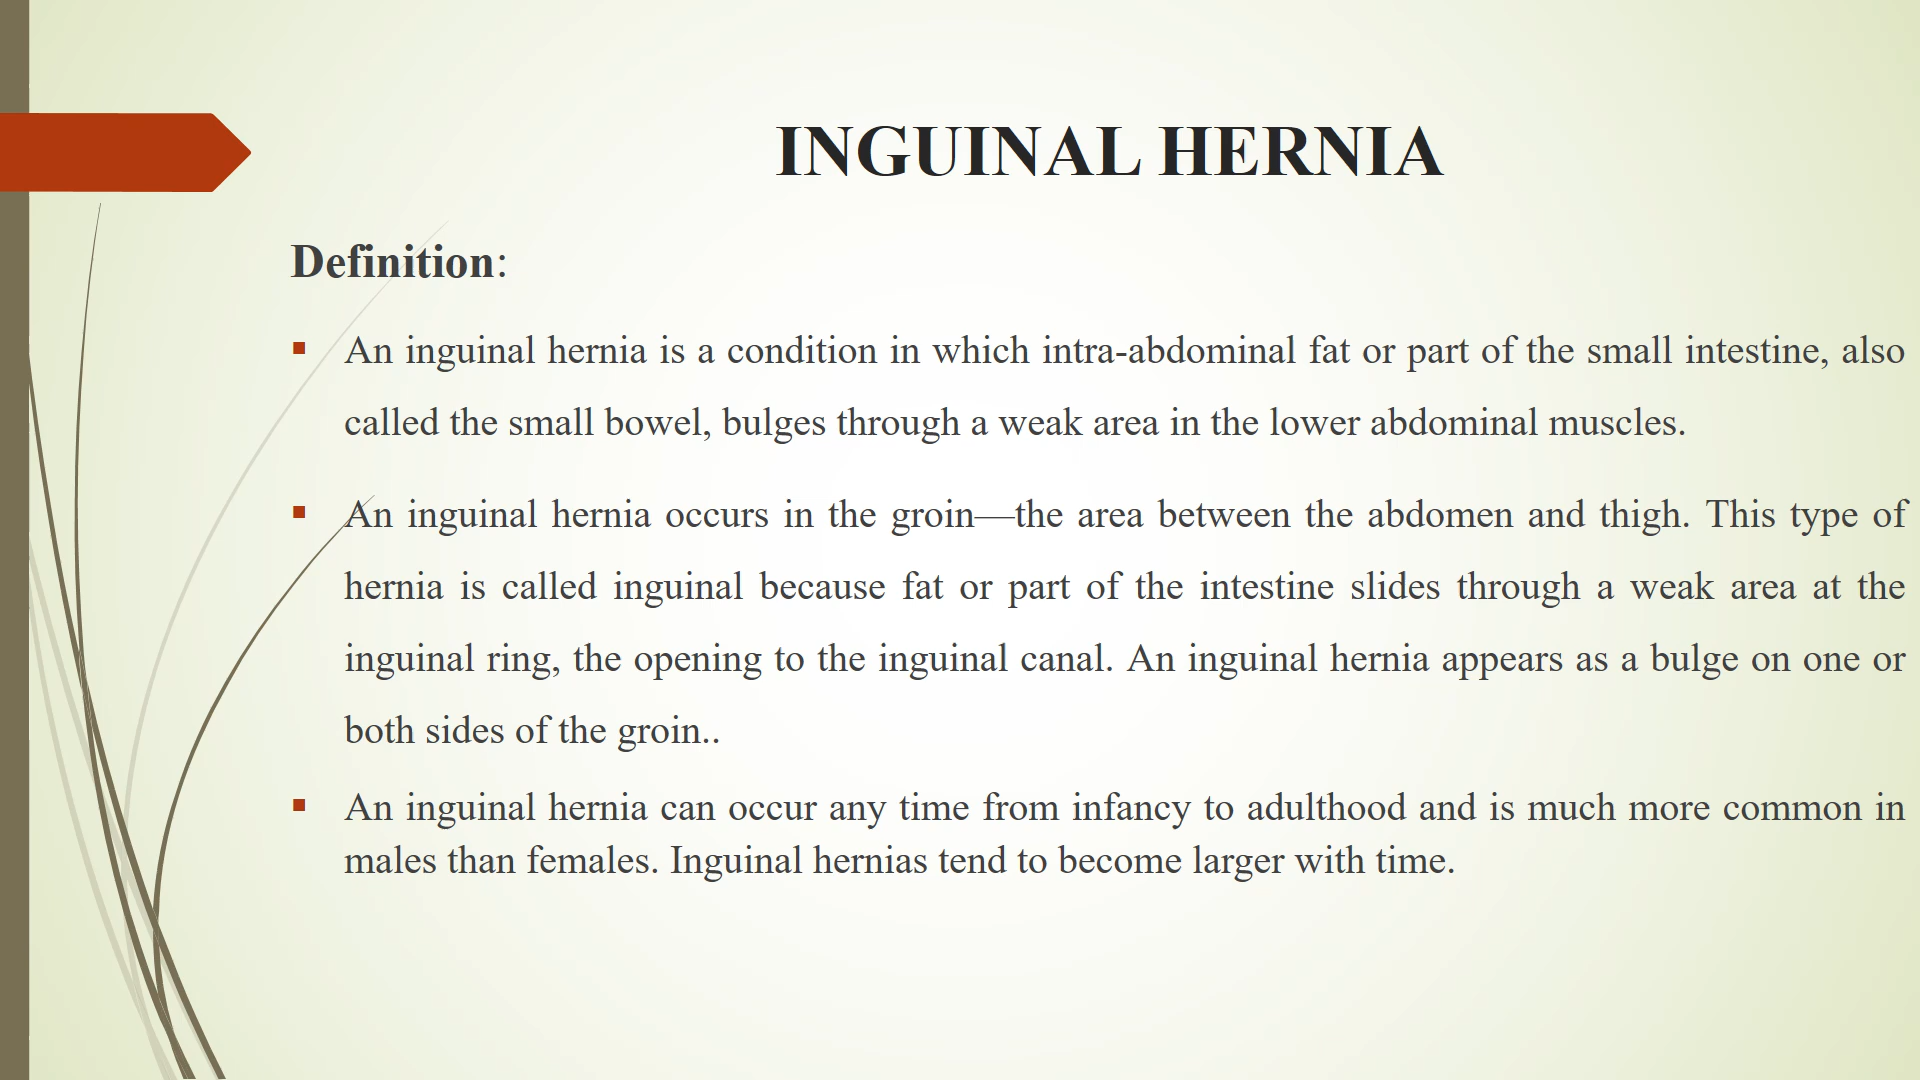 INGUINAL HERNIA
Definition:
▪ An inguinal hernia is a condition in which intra-abdominal fat or part of the small intestine, also
called the small bowel, bulges through a weak area in the lower abdominal muscles.
▪ An inguinal hernia occurs in the groin—the area between the abdomen and thigh. This type of
hernia is called inguinal because fat or part of the intestine slides through a weak area at the
inguinal ring, the opening to the inguinal canal. An inguinal hernia appears as a bulge on one or
both sides of the groin..
▪ An inguinal hernia can occur any time from infancy to adulthood and is much more common in
males than females. Inguinal hernias tend to become larger with time.